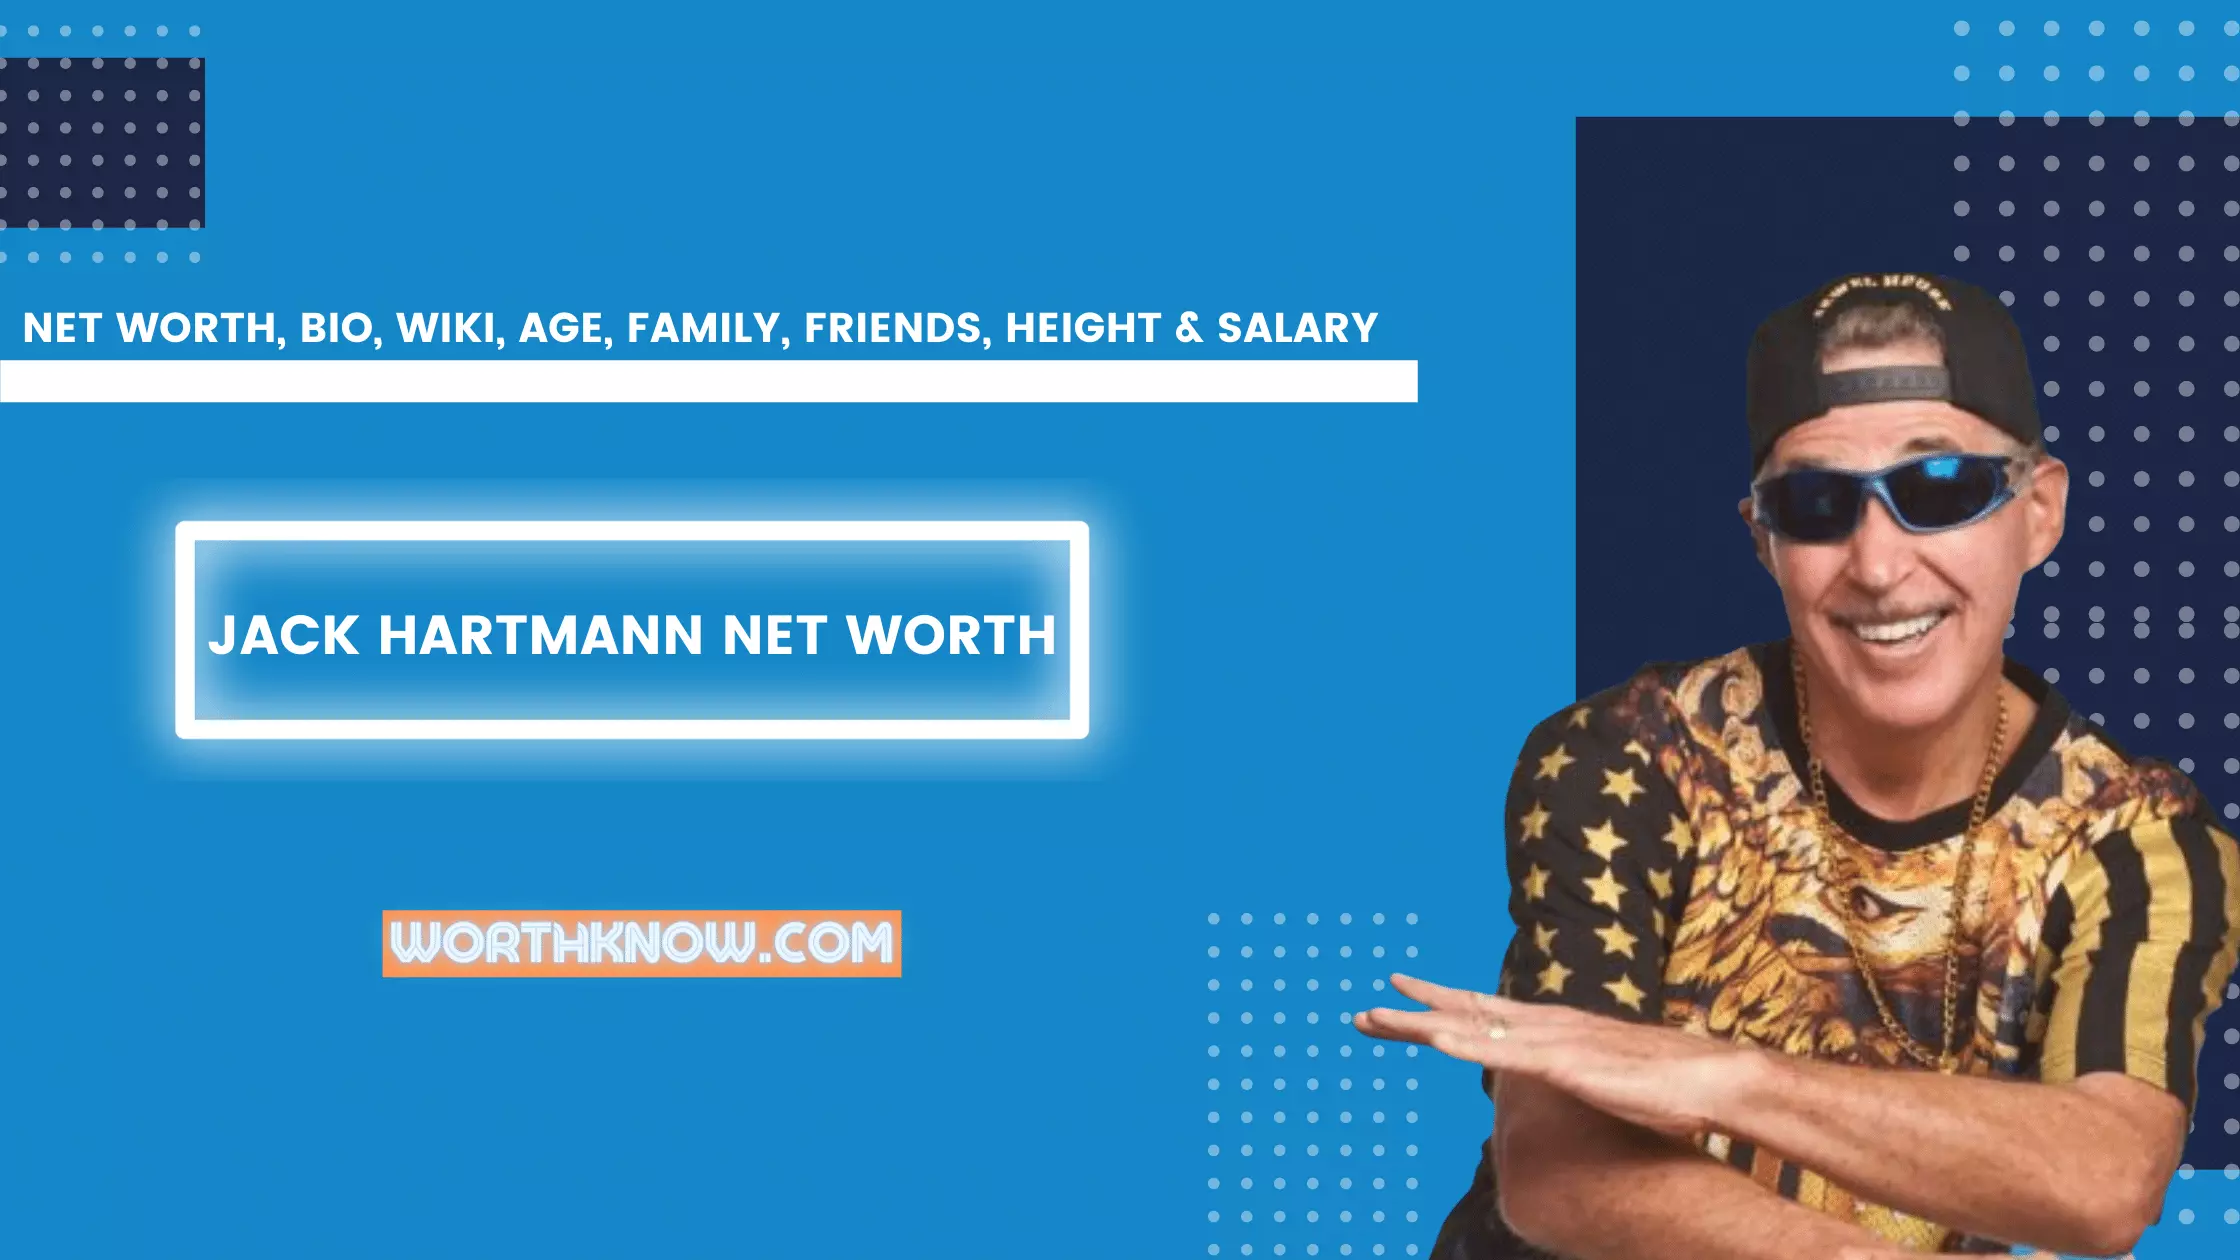 NET WORTH, BIO, WIKI, AGE, FAMILY, FRIENDS, HEIGHT & SALARY
JACK HARTMANN NET WORTH
WORTHKNOW.COM